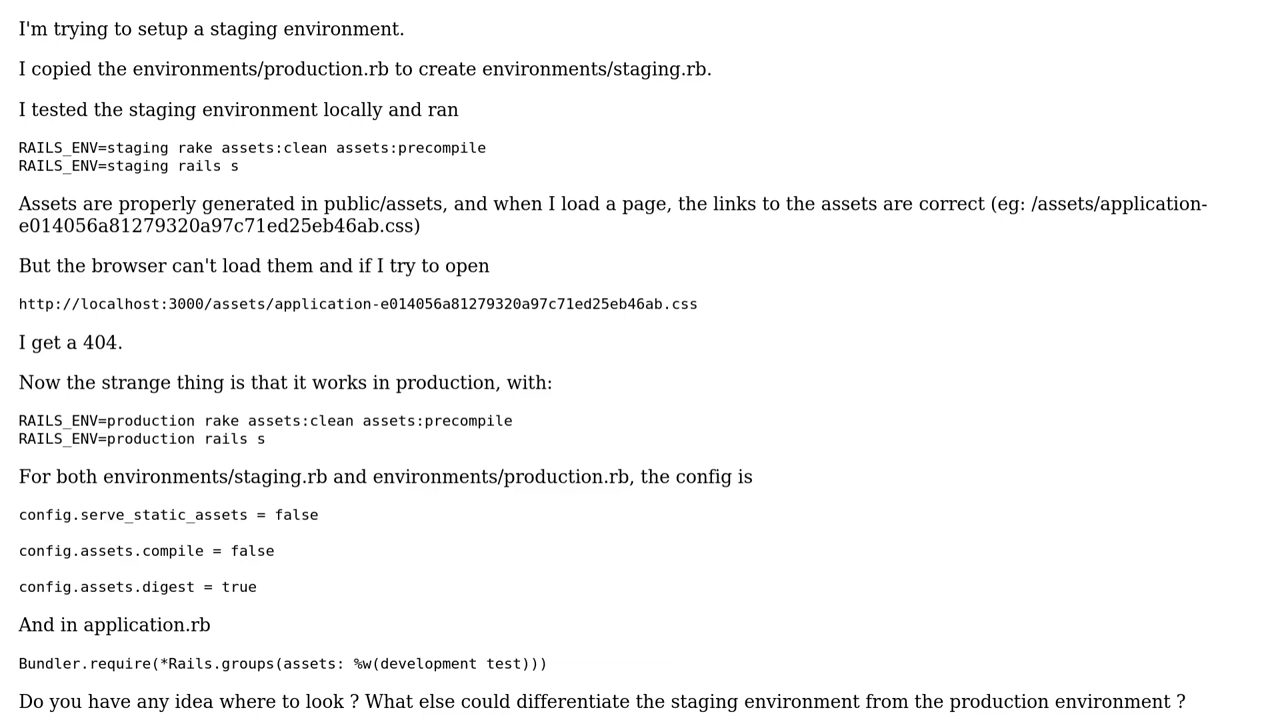 I'm trying to setup a staging environment.
I copied the environments/production.rb to create environments/staging.rb.
I tested the staging environment locally and ran
RAILS_ENV=staging rake assets:clean assets:precompile
RAILS_ENV=staging rails s
Assets are properly generated in public/assets, and when I load a page, the links to the assets are correct (eg: /assets/application-
e014056a81279320a97c71ed25eb46ab.css)
But the browser can't load them and if I try to open
http://localhost:3000/assets/application-e014056a81279320a97c71ed25eb46ab.css
I get a 404.
Now the strange thing is that it works in production, with:
RAILS_ENV=production rake assets:clean assets:precompile
RAILS_ENV=production rails s
For both environments/staging.rb and environments/production.rb, the config is
config.serve_static_assets = false
config.assets.compile = false
config.assets.digest = true
And in application.rb
Bundler.require(*Rails.groups(assets: %w(development test)))
Do you have any idea where to look ? What else could differentiate the staging environment from the production environment ?